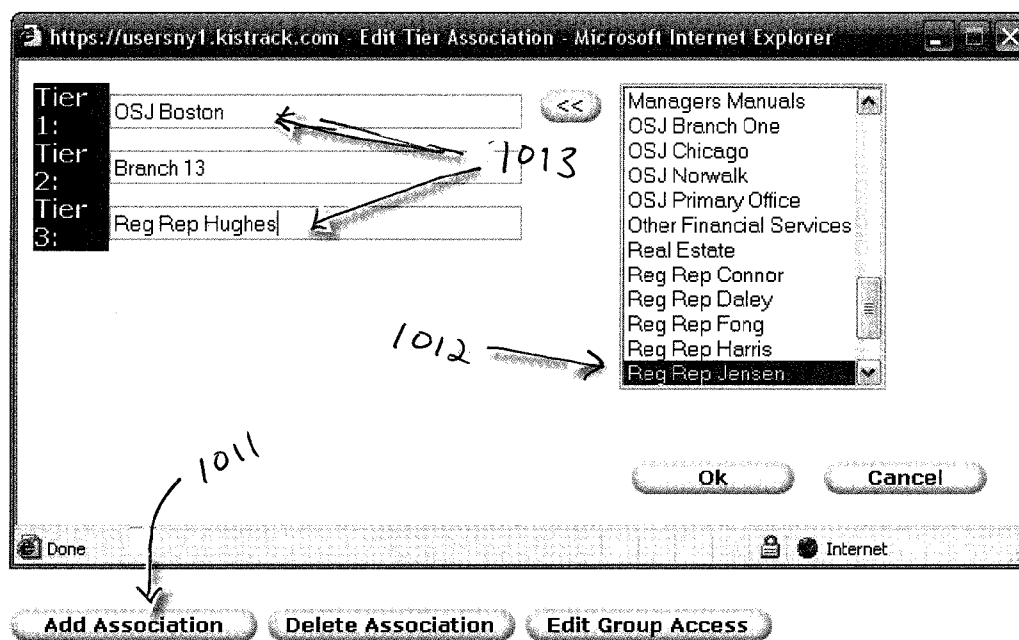 https://usersny1.kistrack.com - Edit Tier Association - Microsoft Internet Explorer
Tier 1:
OSJ Boston
Tier 2:
Branch 13
Tier 3:
Reg Rep Hughes
<<
1013
Managers Manuals
OSJ Branch One
OSJ Chicago
OSJ Norwalk
OSJ Primary Office
Other Financial Services
Real Estate
Reg Rep Connor
Reg Rep Daley
Reg Rep Fong
Reg Rep Harris
Reg Rep Jensen
1012
1011
Ok
Cancel
Done
Internet
Add Association
Delete Association
Edit Group Access